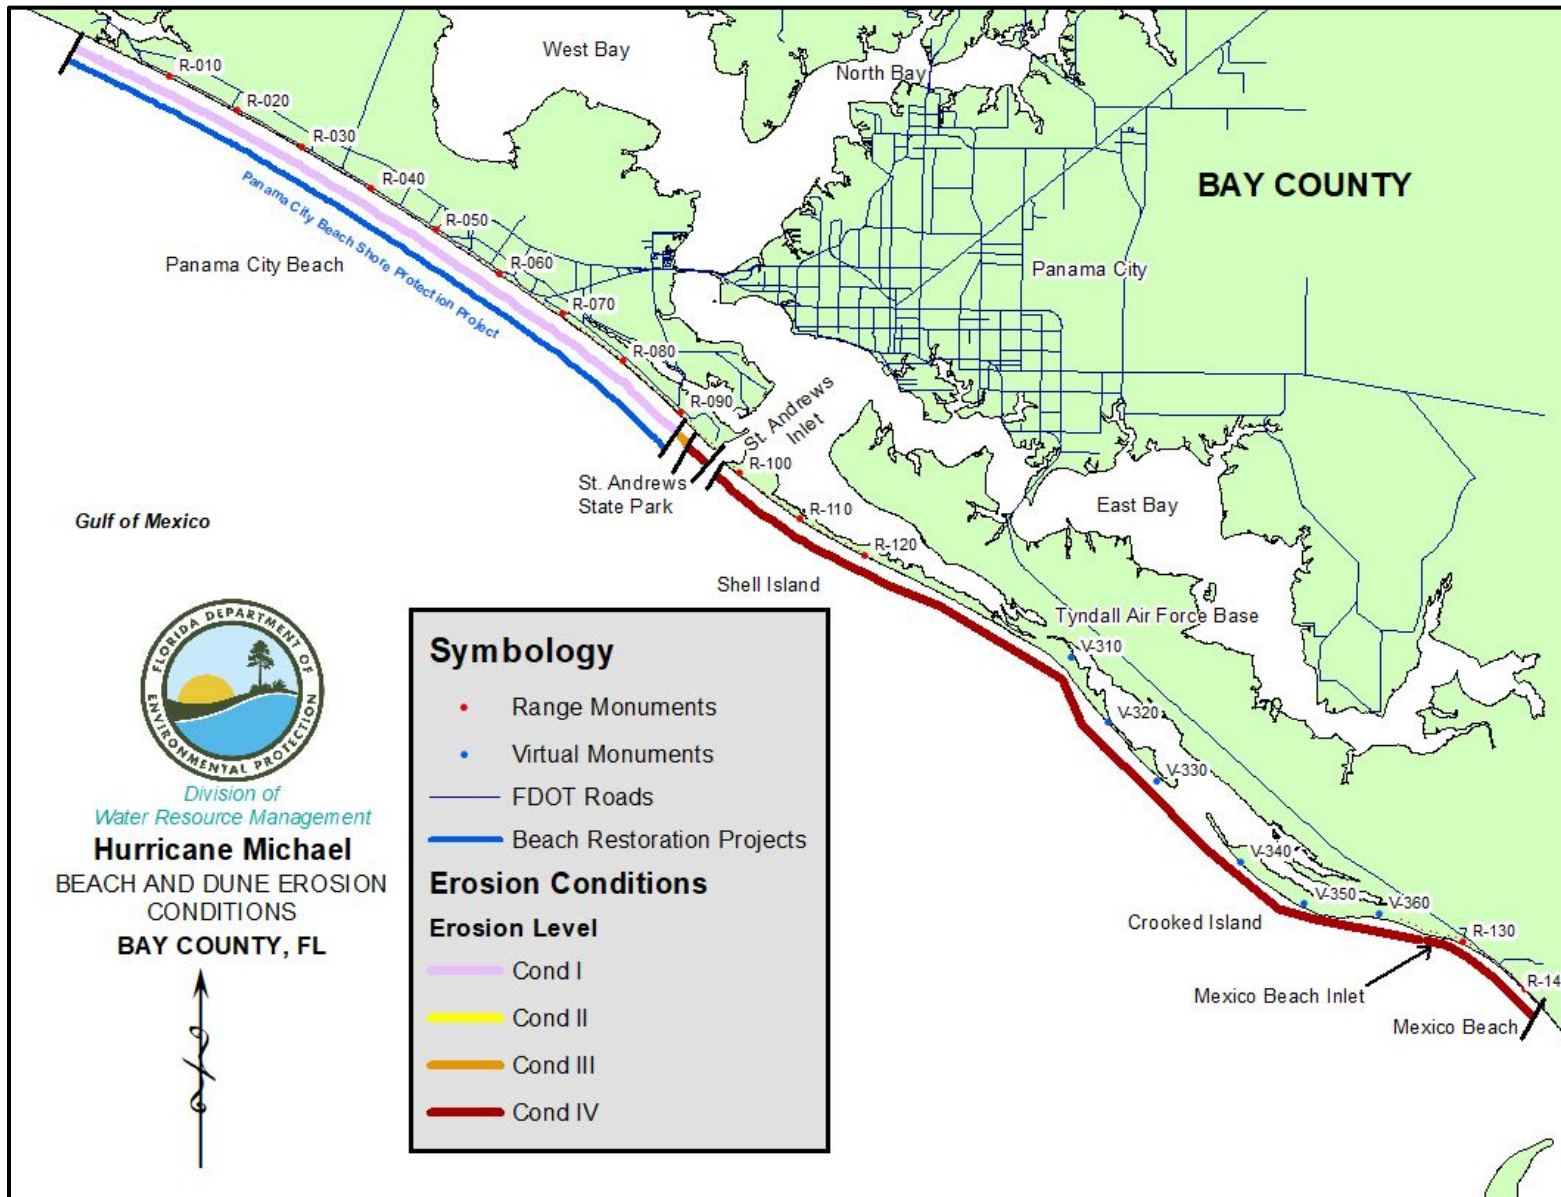 West Bay
North Bay
R-010
R-020
R-030
R-040
R-050
R-060
R-070
R-080
R-090
BAY COUNTY
Panama City Beach
Panama City Beach Shore Protection Project
Panama City
St. Andrews
Inlet
R-100
St. Andrews
State Park
R-110
East Bay
Gulf of Mexico
R-120
Shell Island
Tyndall Air Force Base
V-310
V-320
V-330
V-340
V-350
V-360
Crooked Island
R-130
Mexico Beach Inlet
R-14
Mexico Beach
FLORIDA DEPARTMENT OF
ENVIRONMENTAL PROTECTION
Division of
Water Resource Management
Hurricane Michael
BEACH AND DUNE EROSION
CONDITIONS
BAY COUNTY, FL
Symbology
Range Monuments
Virtual Monuments
FDOT Roads
Beach Restoration Projects
Erosion Conditions
Erosion Level
Cond I
Cond II
Cond III
Cond IV